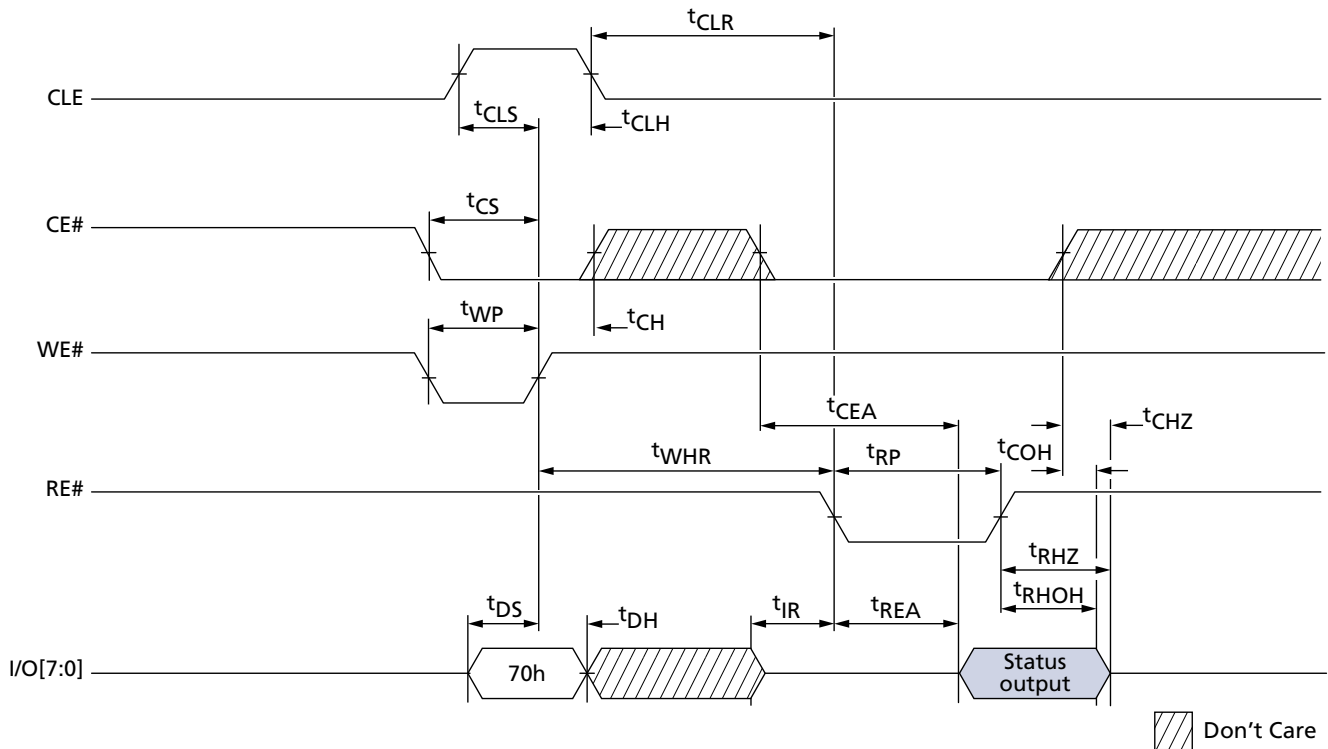 tCLR
CLE
tCLS
tCLH
tCS
CE#
tWP
tCH
WE#
tCEA
tCHZ
tWHR
tRP
tCOH
RE#
tRHZ
tRHOH
tDS
tDH
tIR
tREA
I/O[7:0]
70h
Status
output
Don't Care